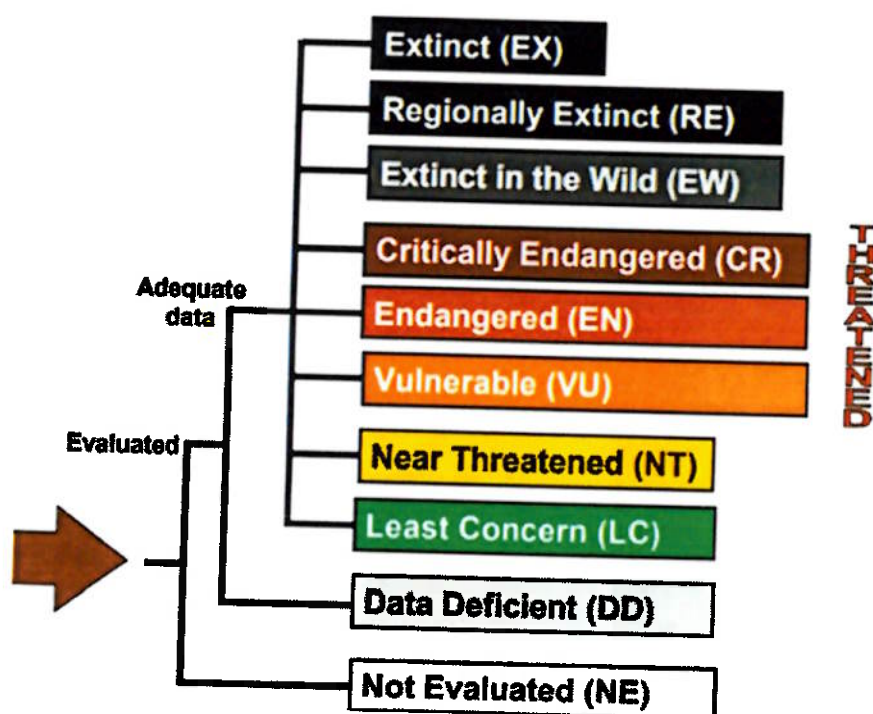 Extinct (EX)
Regionally Extinct (RE)
Extinct in the Wild (EW)
Critically Endangered (CR)
THREATENED
Adequate
data
Endangered (EN)
Vulnerable (VU)
Evaluated
Near Threatened (NT)
Least Concern (LC)
Data Deficient (DD)
Not Evaluated (NE)